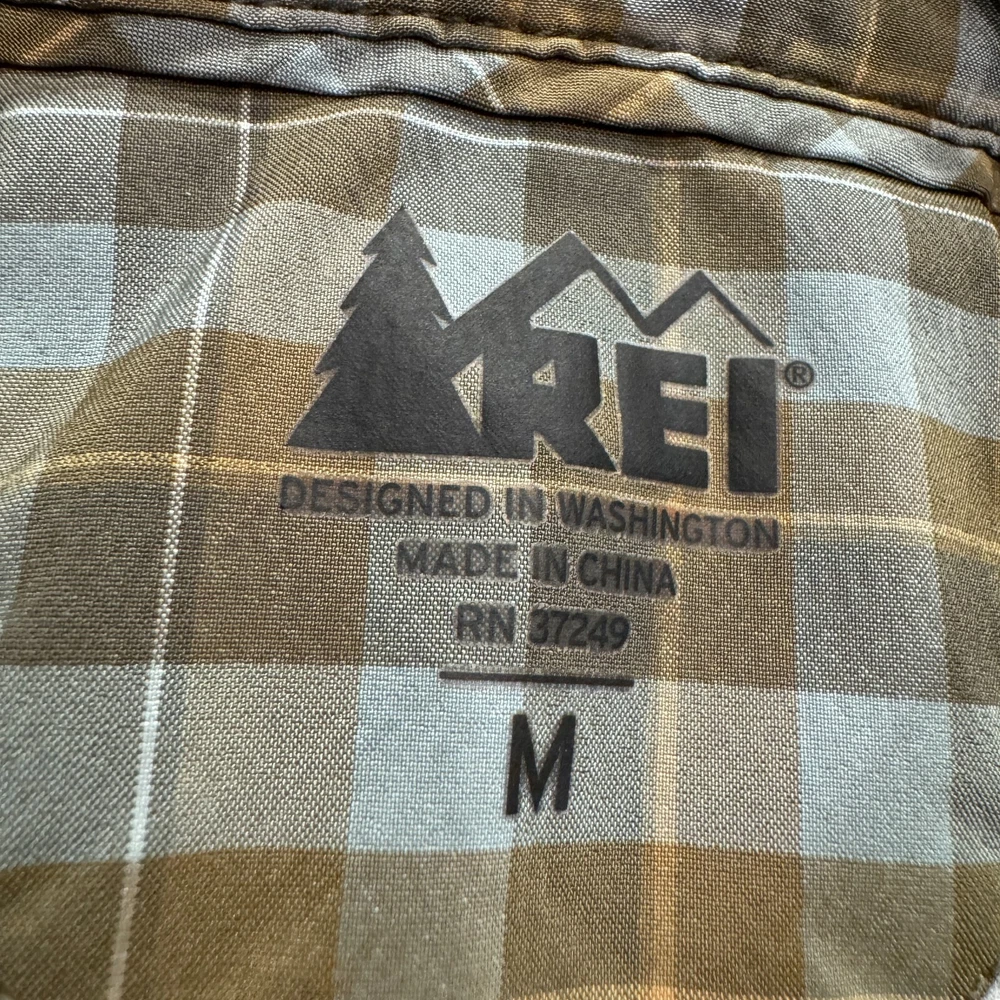 REI®
DESIGNED IN WASHINGTON
MADE IN CHINA
RN 37249
M